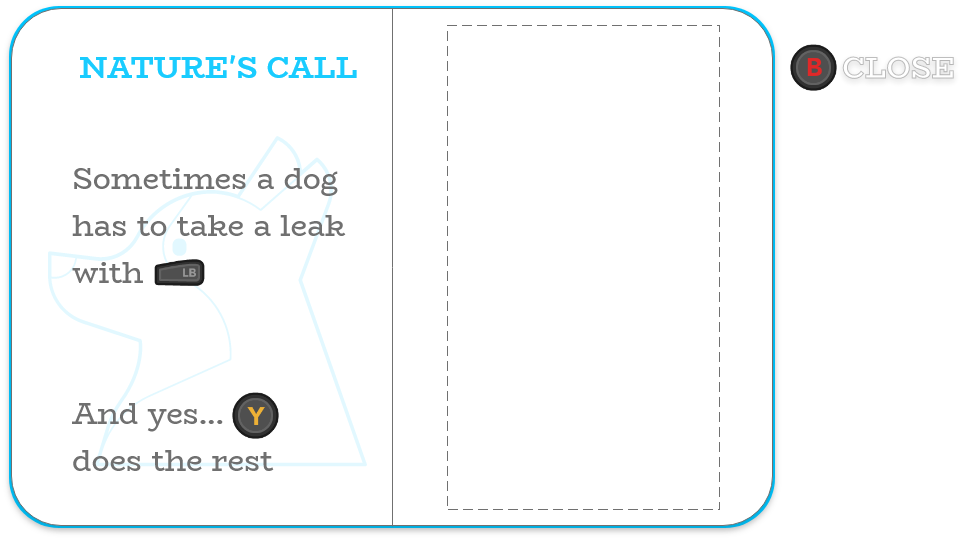 NATURE'S CALL
B CLOSE
Sometimes a dog
has to take a leak
with LB
And yes... Y
does the rest